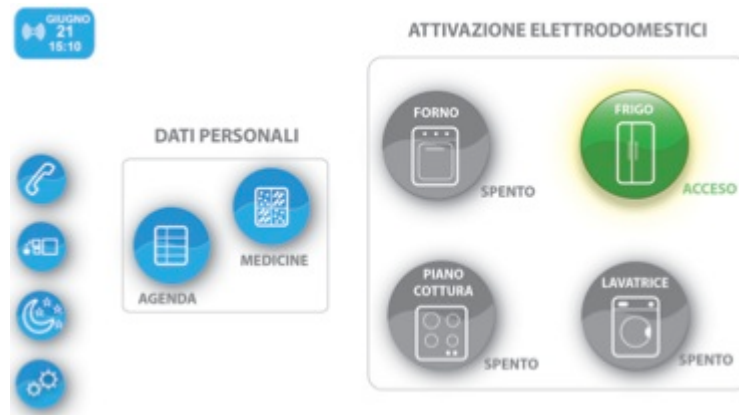 GIUGNO
21
15:10
ATTIVAZIONE ELETTRODOMESTICI
FORNO
SPENTO
FRIGO
ACCESO
DATI PERSONALI
MEDICINE
AGENDA
PIANO
COTTURA
SPENTO
LAVATRICE
SPENTO